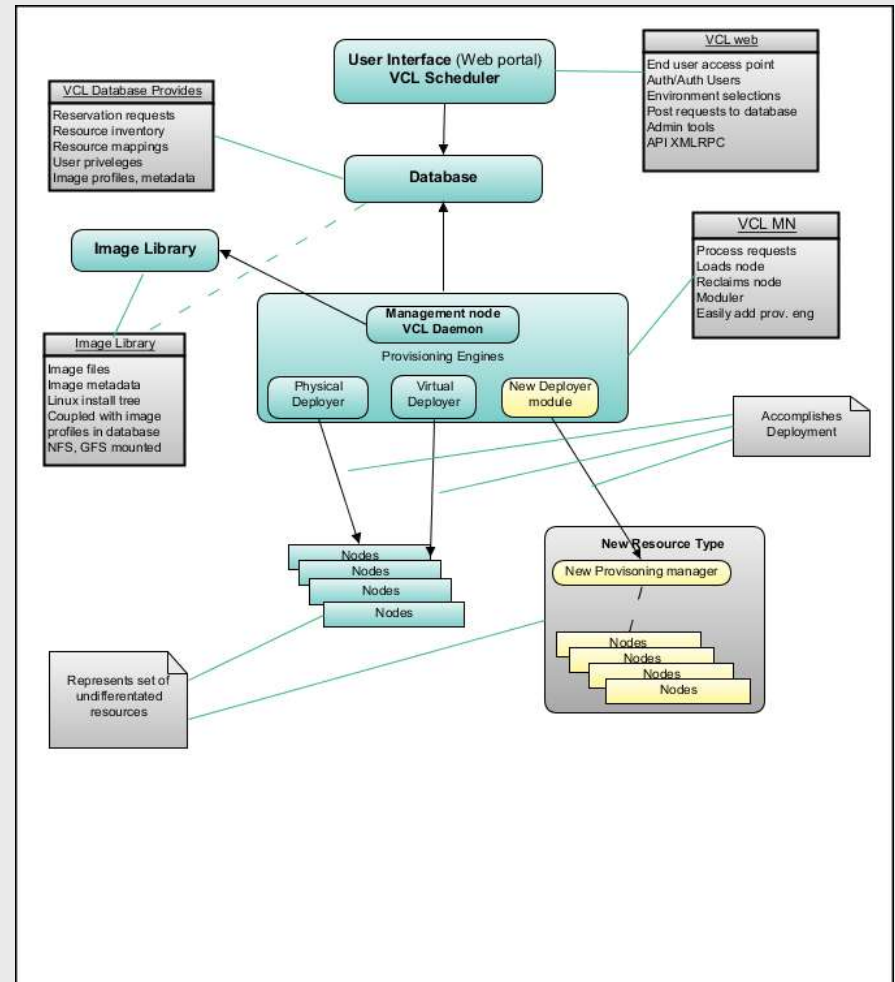 User Interface (Web portal)
VCL Scheduler
VCL web
End user access point
Auth/Auth Users
Environment selections
Post requests to database
Admin tools
API XMLRPC
VCL Database Provides
Reservation requests
Resource inventory
Resource mappings
User priveleges
Image profiles, metadata
Database
Image Library
VCL MN
Process requests
Loads node
Reclaims node
Moduler
Easily add prov. eng
Management node
VCL Daemon
Provisioning Engines
Physical
Deployer
Virtual
Deployer
New Deployer
module
Image Library
Image files
Image metadata
Linux install tree
Coupled with image
profiles in database
NFS, GFS mounted
Accomplishes
Deployment
Nodes
Nodes
Nodes
Nodes
New Resource Type
New Provisoning manager
Nodes
Nodes
Nodes
Nodes
Represents set of
undifferentated
resources